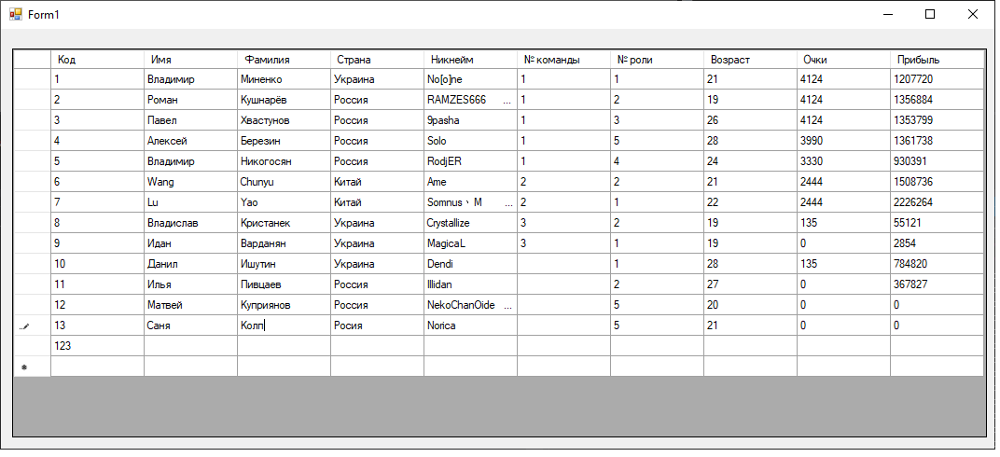 Form1
Код Имя Фамилия Страна Никнейм № команды № роли Возраст Очки Прибыль
1 Владимир Миненко Украина No[o]ne 1 1 21 4124 1207720
2 Роман Кушнарёв Россия RAMZES666 ... 1 2 19 4124 1356884
3 Павел Хвастунов Россия 9pasha 1 3 26 4124 1353799
4 Алексей Березин Россия Solo 1 5 28 3990 1361738
5 Владимир Никогосян Россия RodjER 1 4 24 3330 930391
6 Wang Chunyu Китай Ame 2 2 21 2444 1508736
7 Lu Yao Китай Somnus丶M ... 2 1 22 2444 2226264
8 Владислав Кристанек Украина Crystallize 3 2 19 135 55121
9 Идан Варданян Украина MagicaL 3 1 19 0 2854
10 Данил Ишутин Украина Dendi 1 28 135 784820
11 Илья Пивцаев Россия Illidan 2 27 0 367827
12 Матвей Куприянов Россия NekoChanOide ... 5 20 0 0
13 Саня Колп Росия Norica 5 21 0 0
123